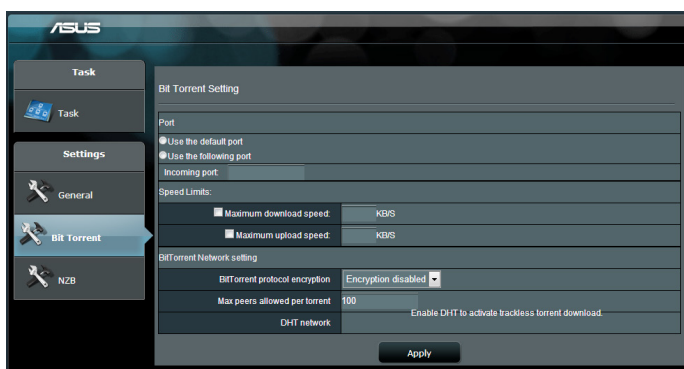 ASUS
Task
Task
Settings
General
Bit Torrent
NZB
Bit Torrent Setting
Port
Use the default port
Use the following port
Incoming port:
Speed Limits:
Maximum download speed: KB/S
Maximum upload speed: KB/S
BitTorrent Network setting
BitTorrent protocol encryption Encryption disabled
Max peers allowed per torrent 100
DHT network Enable DHT to activate trackless torrent download.
Apply